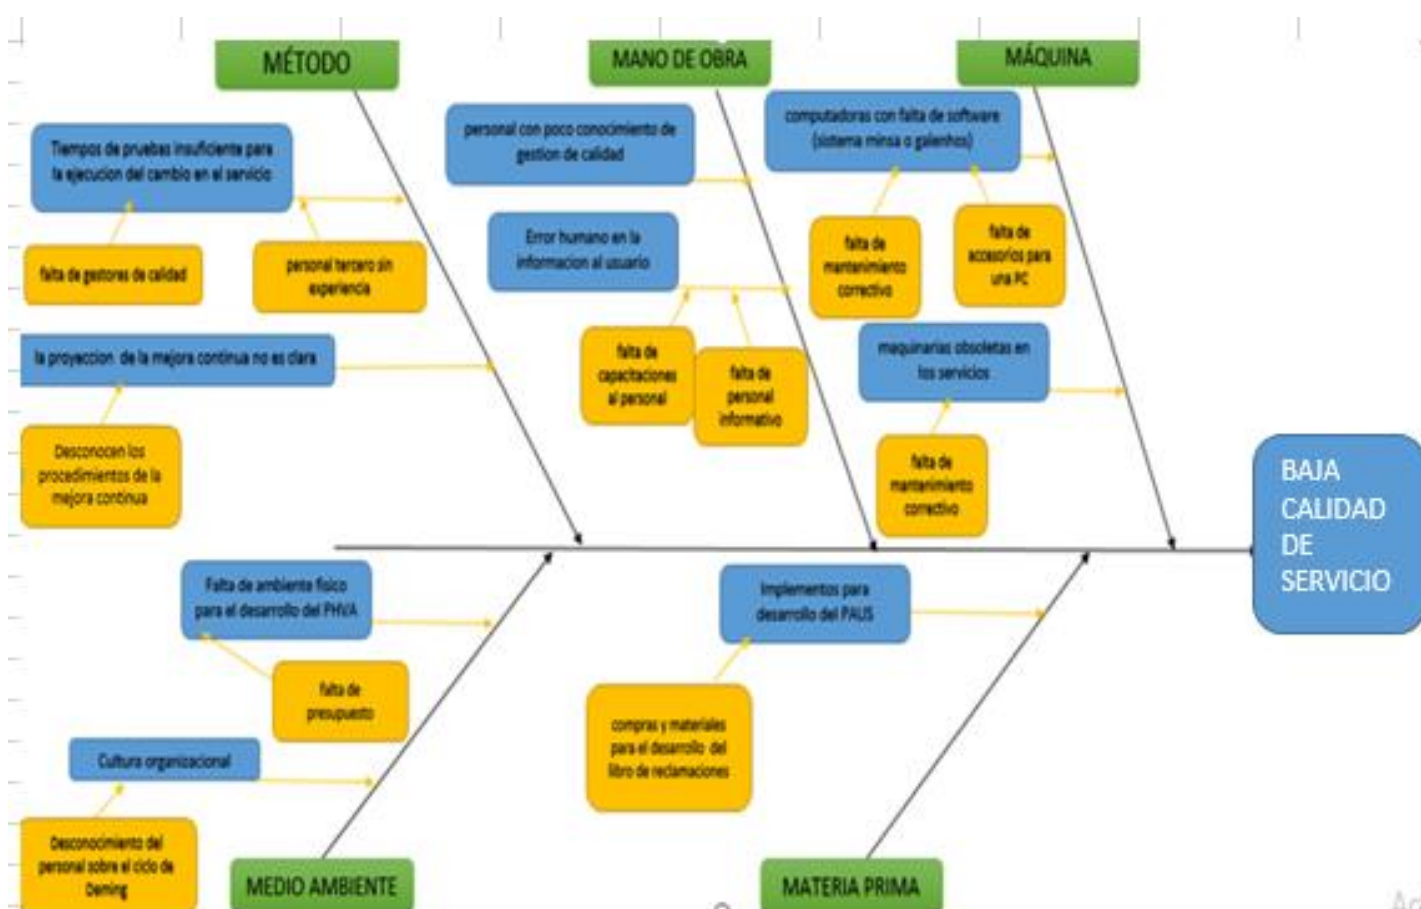 MÉTODO
MANO DE OBRA
MÁQUINA
Tiempos de pruebas insuficiente para
la ejecucion del cambio en el servicio
falta de gestores de calidad
personal tercero sin
experiencia
la proyeccion de la mejora continua no es clara
Desconocen los
procedimientos de la
mejora continua
personal con poco conocimiento de
gestion de calidad
Error humano en la
informacion al usuario
falta de
capacitaciones
al personal
falta de
personal
informativo
computadoras con falta de software
(sistema minsa o galenhos)
falta de
mantenimiento
correctivo
falta de
accesorios para
una PC
maquinarias obsoletas en
los servicios
falta de
mantenimiento
correctivo
BAJA
CALIDAD
DE
SERVICIO
Falta de ambiente fisico
para el desarrollo del PHVA
falta de
presupuesto
Cultura organizacional
Desconocimiento del
personal sobre el ciclo de
Deming
Implementos para
desarrollo del PAUS
compras y materiales
para el desarrollo del
libro de reclamaciones
MEDIO AMBIENTE
MATERIA PRIMA